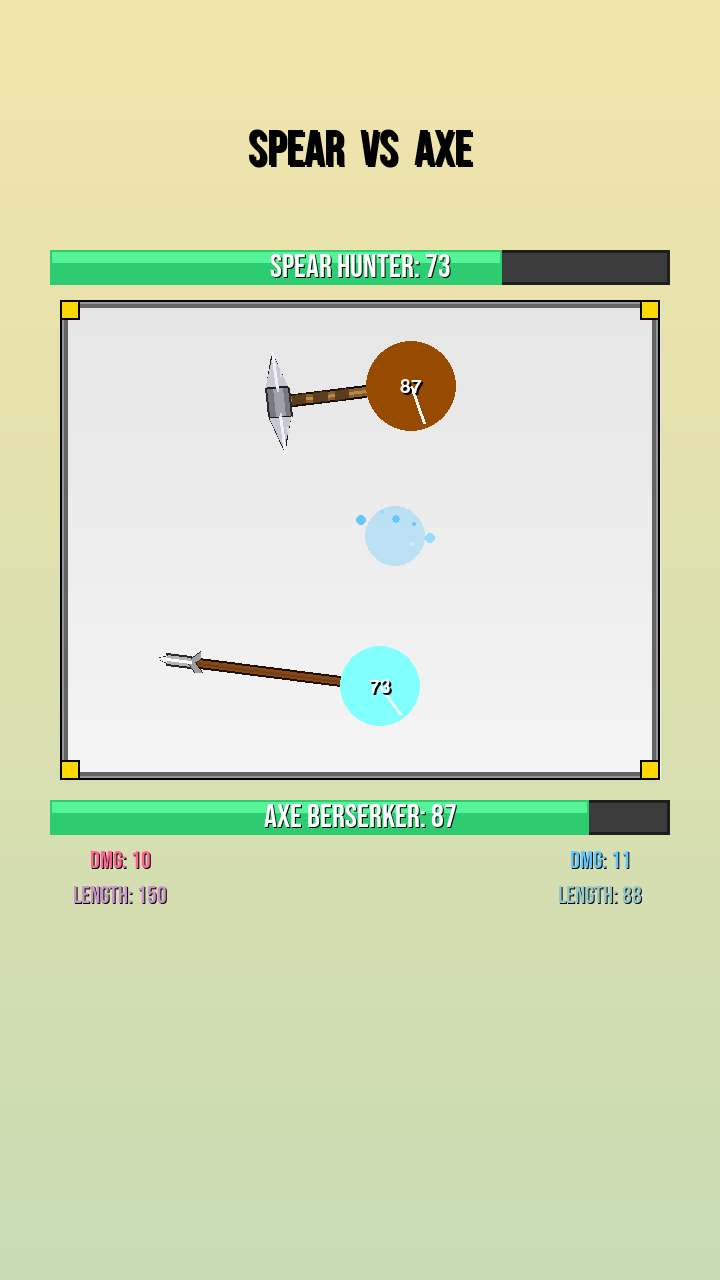 SPEAR VS AXE
SPEAR HUNTER: 73
87
73
AXE BERSERKER: 87
DMG: 10
DMG: 11
LENGTH: 150
LENGTH: 88